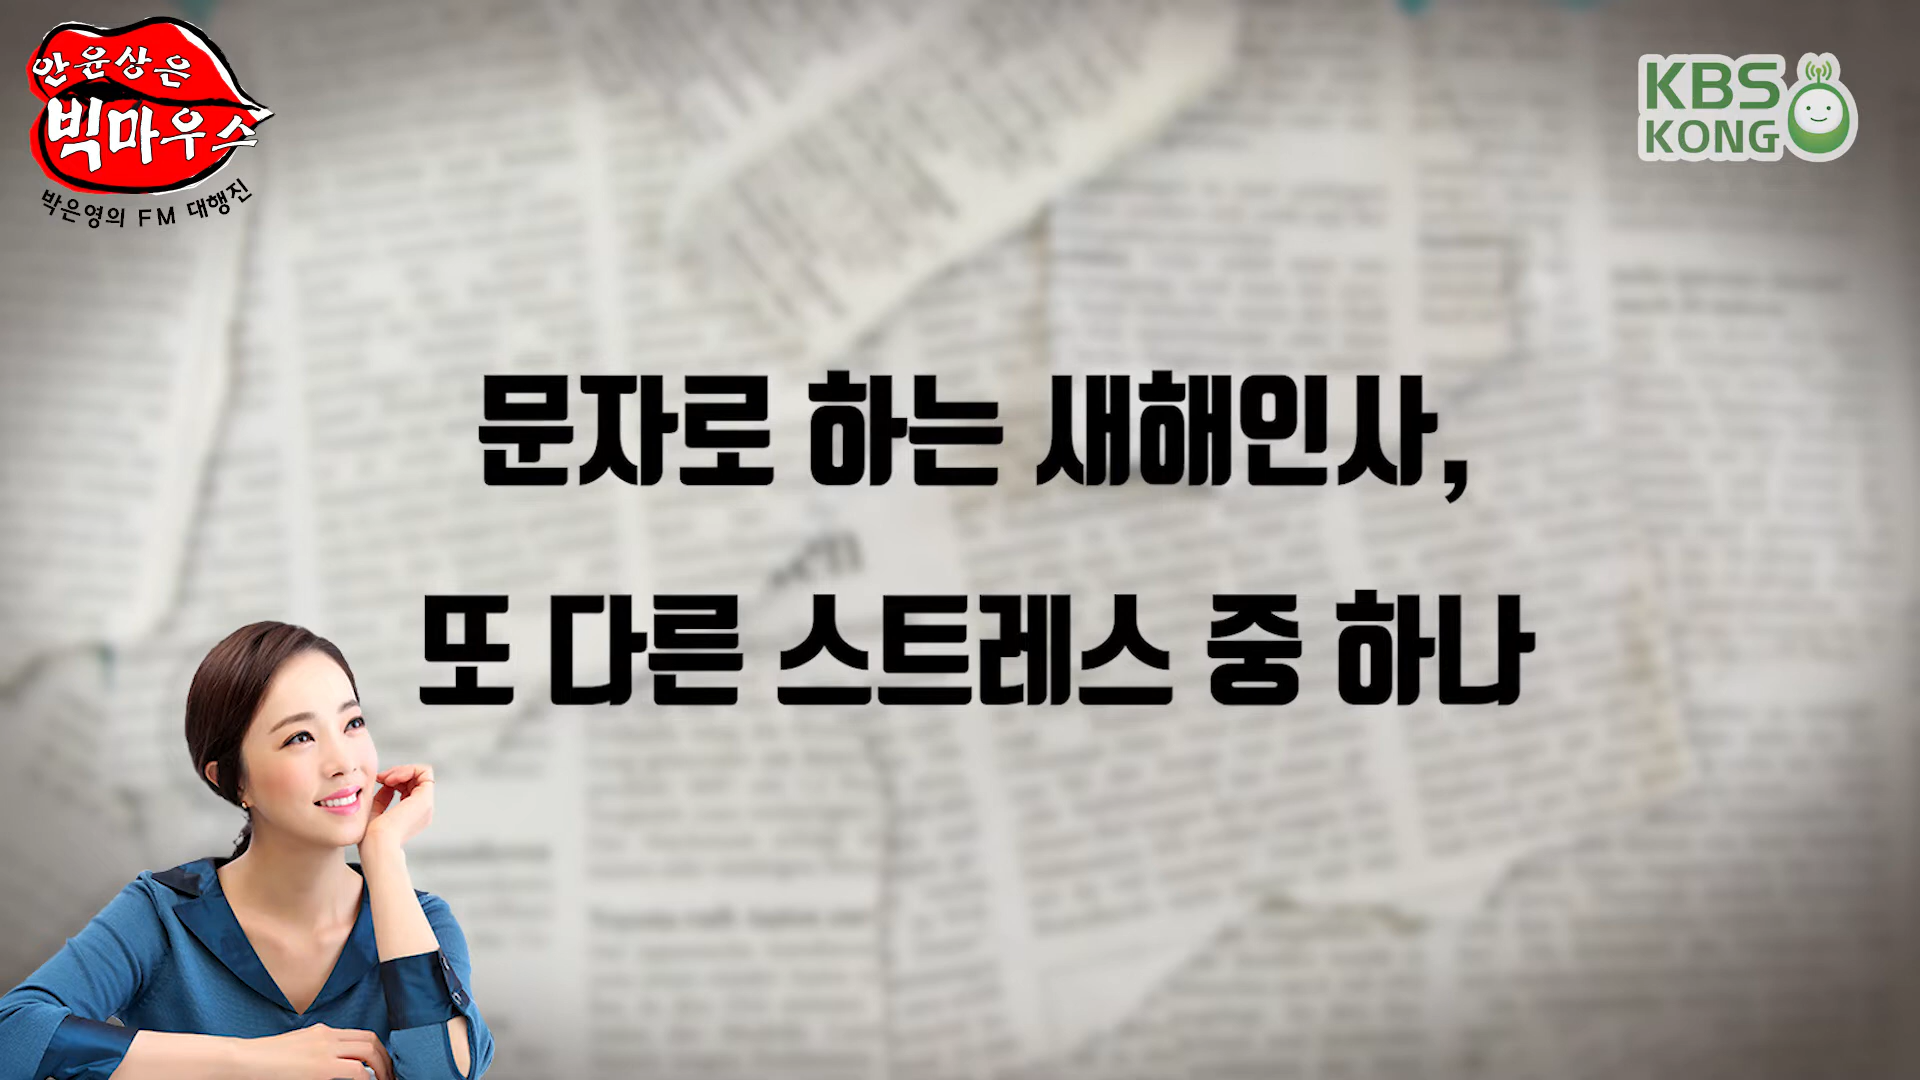 안윤상은
빅마우스
박은영의 FM 대행진
KBS
KONG
문자로 하는 새해인사,
또 다른 스트레스 중 하나